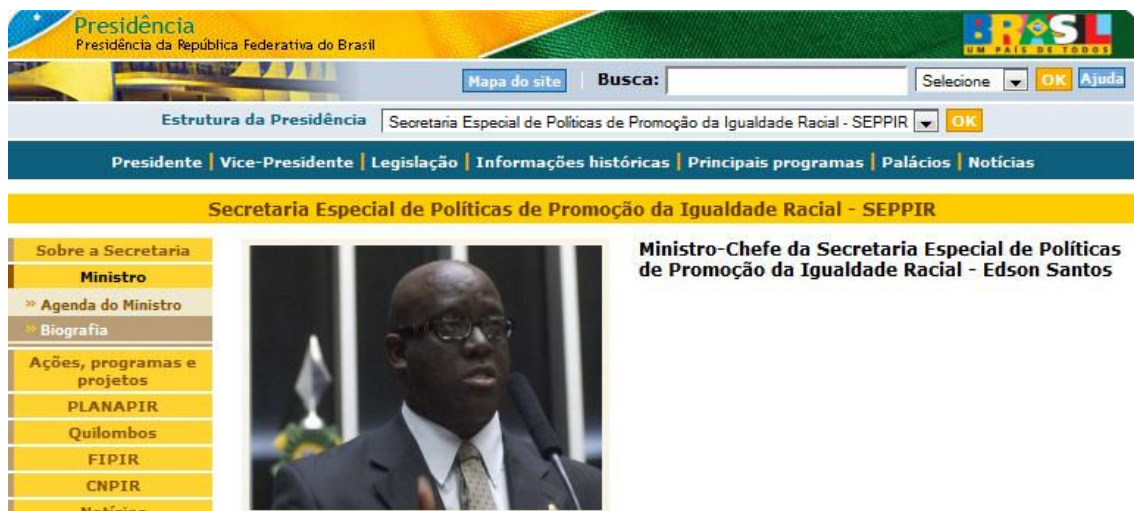 Presidência
Presidência da República Federativa do Brasil
BRASIL
UM PAÍS DE TODOS
Mapa do site
Busca:
Selecione
OK
Ajuda
Estrutura da Presidência
Secretaria Especial de Políticas de Promoção da Igualdade Racial - SEPPIR
OK
Presidente | Vice-Presidente | Legislação | Informações históricas | Principais programas | Palácios | Notícias
Secretaria Especial de Políticas de Promoção da Igualdade Racial - SEPPIR
Sobre a Secretaria
Ministro
» Agenda do Ministro
» Biografia
Ações, programas e
projetos
PLANAPIR
Quilombos
FIPIR
CNPIR
Notícias
Ministro-Chefe da Secretaria Especial de Políticas
de Promoção da Igualdade Racial - Edson Santos